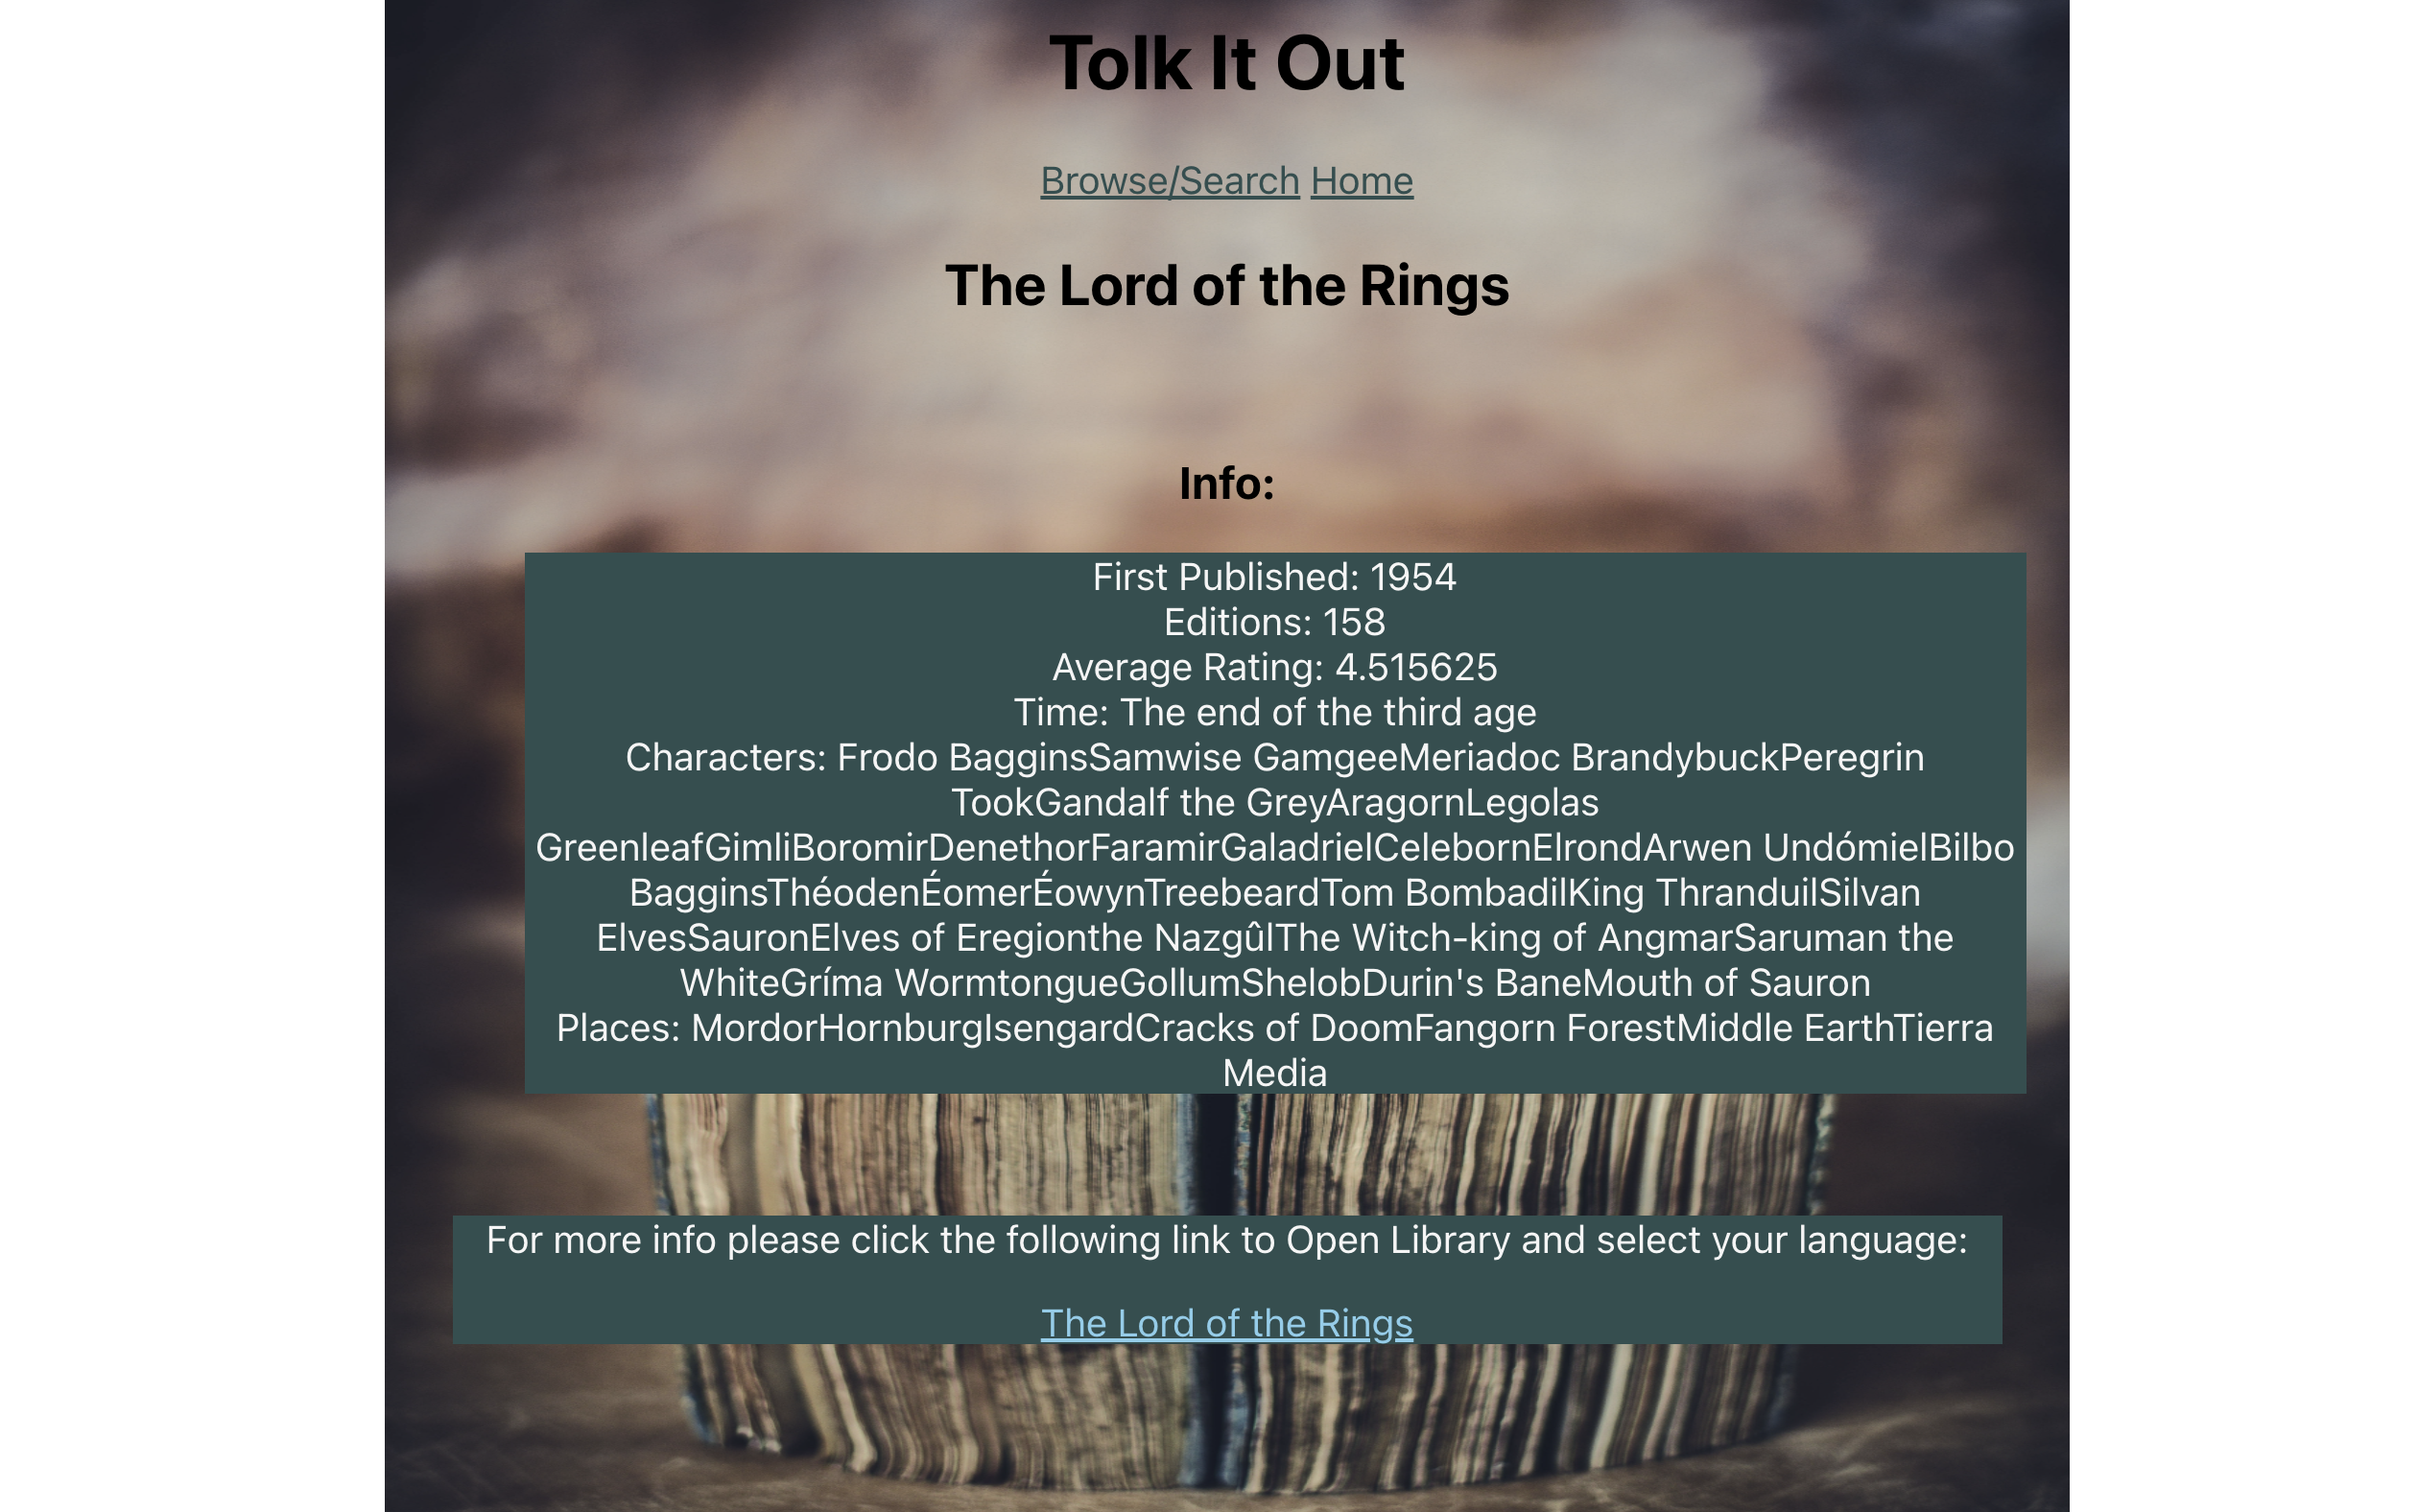 Tolk It Out
Browse/Search Home
The Lord of the Rings
Info:
First Published: 1954
Editions: 158
Average Rating: 4.515625
Time: The end of the third age
Characters: Frodo BagginsSamwise GamgeeMeriadoc BrandybuckPeregrin
TookGandalf the GreyAragornLegolas
GreenleafGimliBoromirDenethorFaramirGaladrielCelebornElrondArwen UndómielBilbo
BagginsThéodenÉomerÉowynTreebeardTom BombadilKing ThranduilSilvan
ElvesSauronElves of Eregionthe NazgûlThe Witch-king of AngmarSaruman the
WhiteGríma WormtongueGollumShelobDurin's BaneMouth of Sauron
Places: MordorHornburgIsengardCracks of DoomFangorn ForestMiddle EarthTierra
Media
For more info please click the following link to Open Library and select your language:
The Lord of the Rings